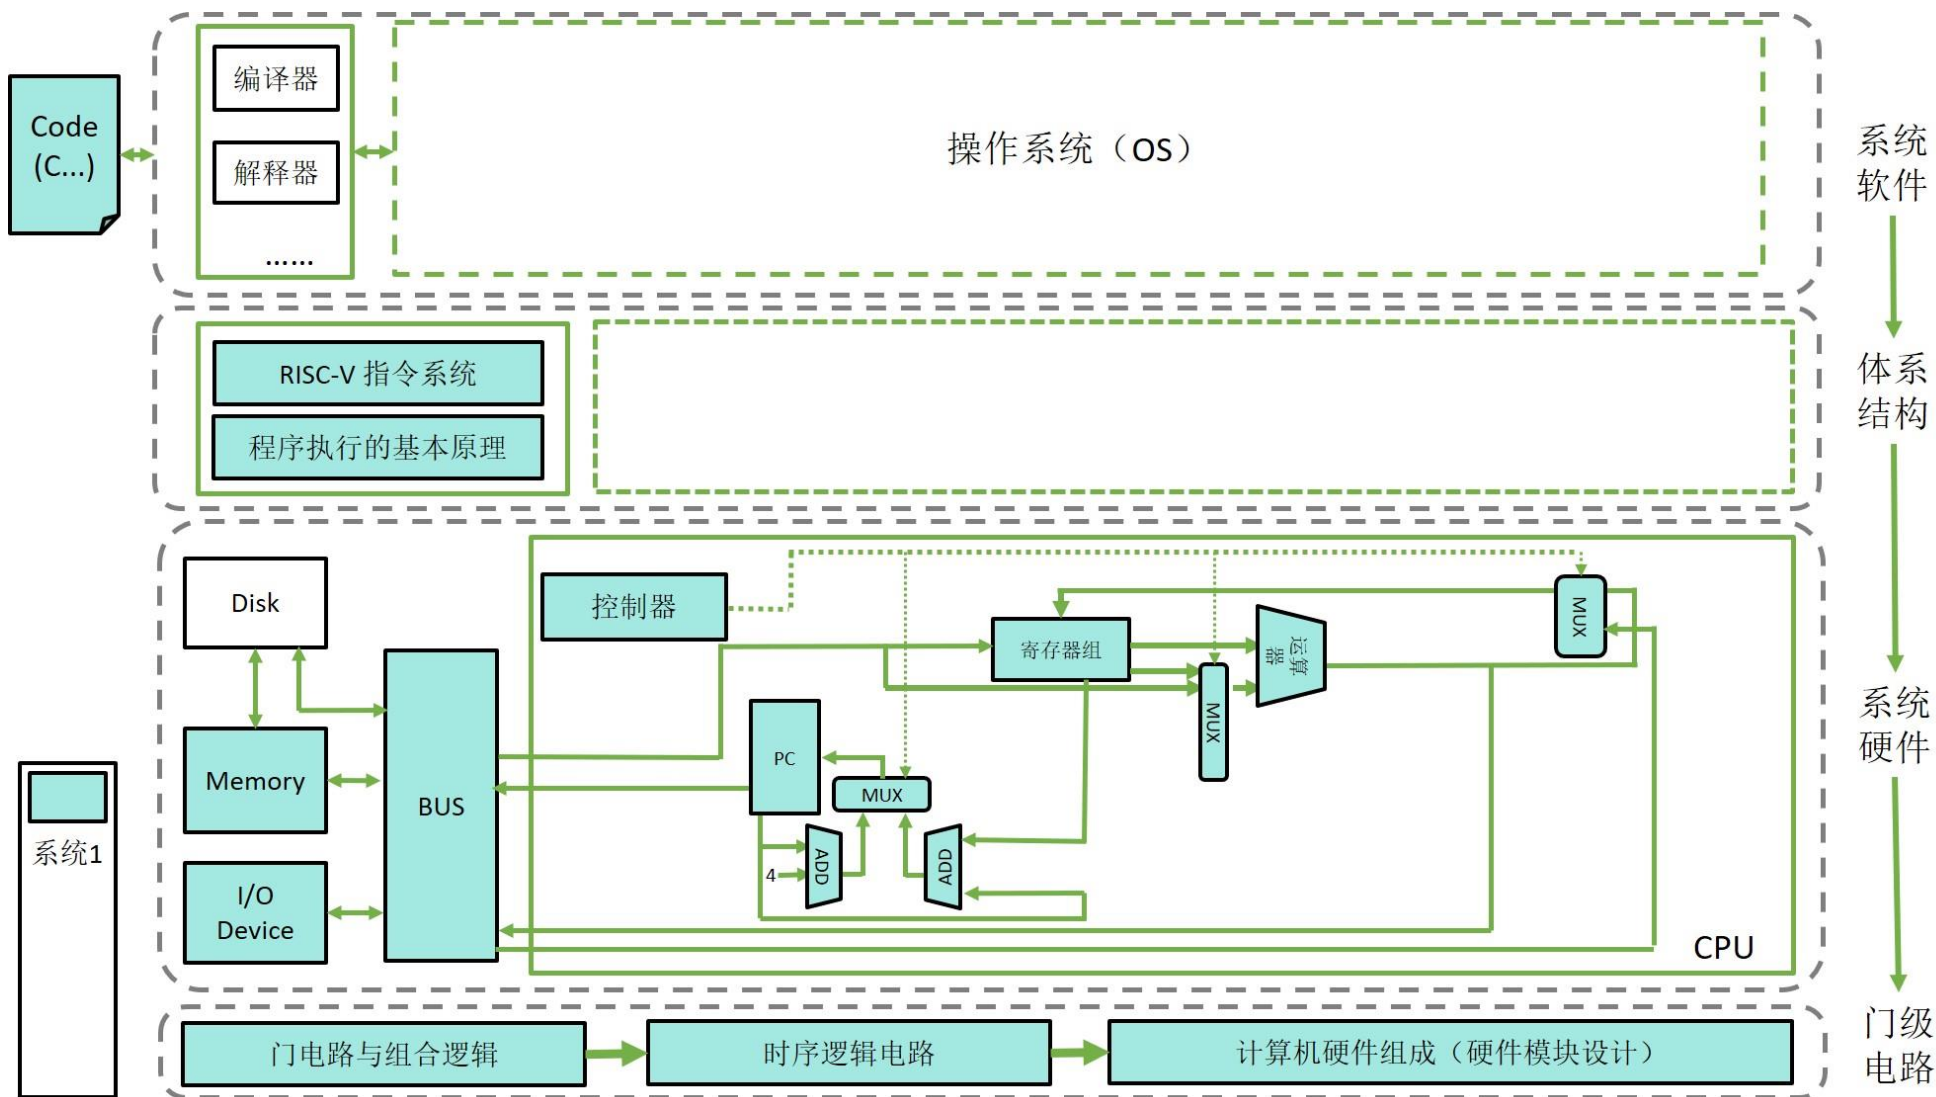 Code
(C...)
编译器
解释器
......
操作系统（OS）
系统
软件
RISC-V 指令系统
程序执行的基本原理
体系
结构
Disk
Memory
I/O
Device
BUS
控制器
寄存器组
运算
器
MUX
MUX
PC
MUX
ADD
4
ADD
CPU
系统
硬件
系统1
门电路与组合逻辑
时序逻辑电路
计算机硬件组成（硬件模块设计）
门级
电路